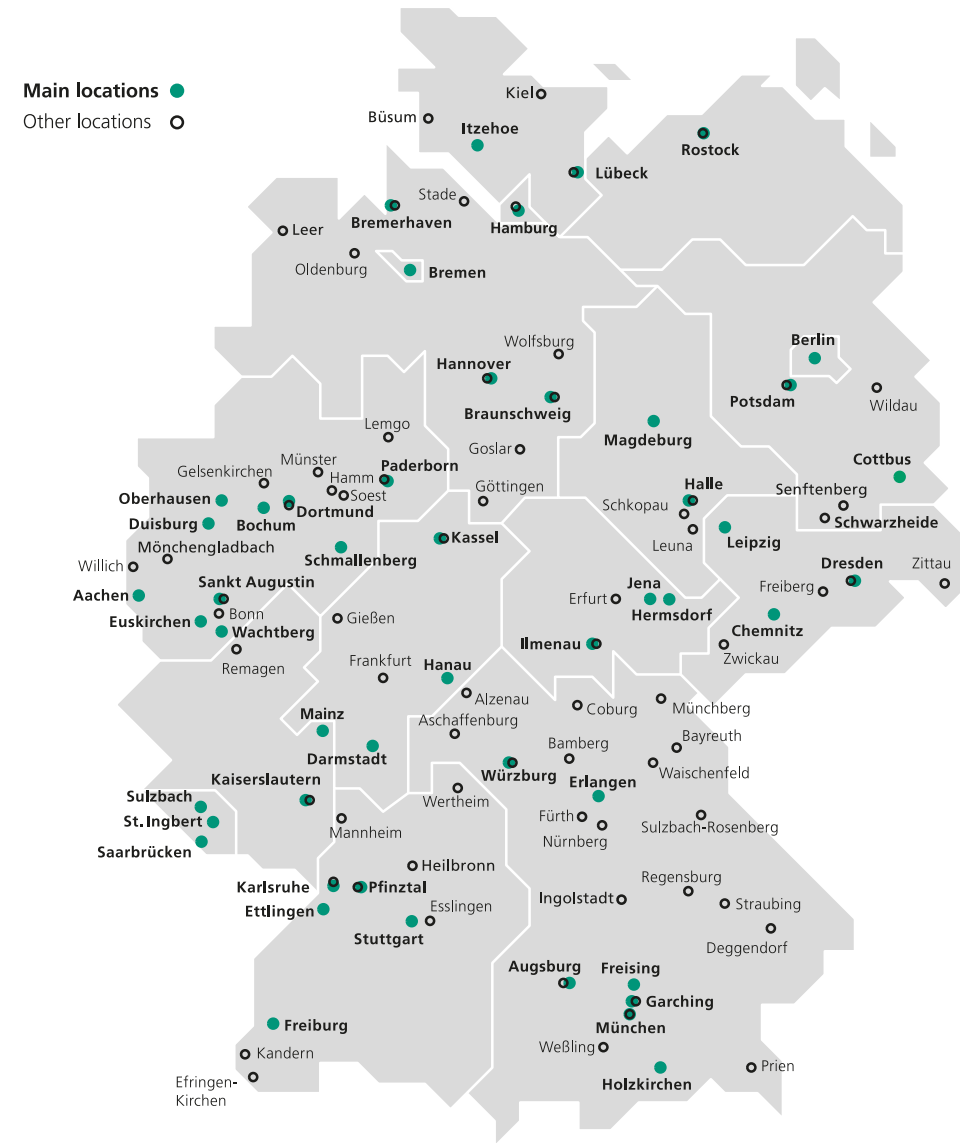 Main locations
Other locations
Kiel
Büsum
Itzehoe
Rostock
Lübeck
Stade
Bremerhaven
Hamburg
Leer
Oldenburg
Bremen
Wolfsburg
Berlin
Hannover
Potsdam
Wildau
Braunschweig
Lemgo
Magdeburg
Goslar
Münster
Paderborn
Gelsenkirchen
Hamm
Cottbus
Halle
Soest
Göttingen
Senftenberg
Oberhausen
Dortmund
Schkopau
Bochum
Duisburg
Schwarzheide
Leuna
Leipzig
Mönchengladbach
Kassel
Schmallenberg
Willich
Dresden
Zittau
Sankt Augustin
Jena
Freiberg
Aachen
Erfurt
Bonn
Hermsdorf
Euskirchen
Gießen
Chemnitz
Wachtberg
Ilmenau
Remagen
Zwickau
Frankfurt
Hanau
Alzenau
Münchberg
Coburg
Mainz
Aschaffenburg
Bayreuth
Bamberg
Darmstadt
Würzburg
Waischenfeld
Kaiserslautern
Erlangen
Sulzbach
Wertheim
Fürth
St. Ingbert
Mannheim
Sulzbach-Rosenberg
Nürnberg
Saarbrücken
Heilbronn
Regensburg
Karlsruhe
Pfinztal
Ingolstadt
Straubing
Ettlingen
Esslingen
Stuttgart
Deggendorf
Augsburg
Freising
Garching
Freiburg
München
Weßling
Kandern
Prien
Efringen-
Kirchen
Holzkirchen